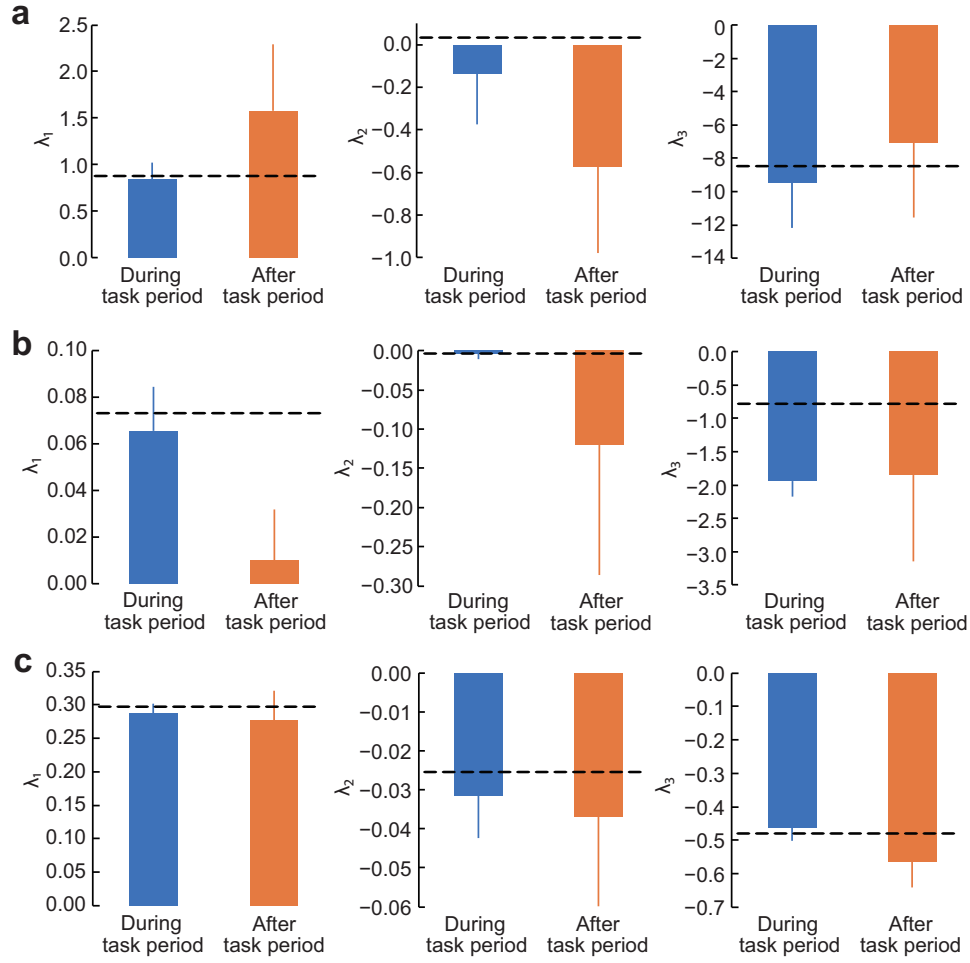 a
2.5
2.0
1.5
1.0
0.5
0.0
λ1
During
task period
After
task period
0.0
−0.2
−0.4
−0.6
−0.8
−1.0
λ2
During
task period
After
task period
0
−2
−4
−6
−8
−10
−12
−14
λ3
During
task period
After
task period
b
0.10
0.08
0.06
0.04
0.02
0.00
λ1
During
task period
After
task period
0.00
−0.05
−0.10
−0.15
−0.20
−0.25
−0.30
λ2
During
task period
After
task period
0.0
−0.5
−1.0
−1.5
−2.0
−2.5
−3.0
−3.5
λ3
During
task period
After
task period
c
0.35
0.30
0.25
0.20
0.15
0.10
0.05
0.00
λ1
During
task period
After
task period
0.00
−0.01
−0.02
−0.03
−0.04
−0.05
−0.06
λ2
During
task period
After
task period
0.0
−0.1
−0.2
−0.3
−0.4
−0.5
−0.6
−0.7
λ3
During
task period
After
task period